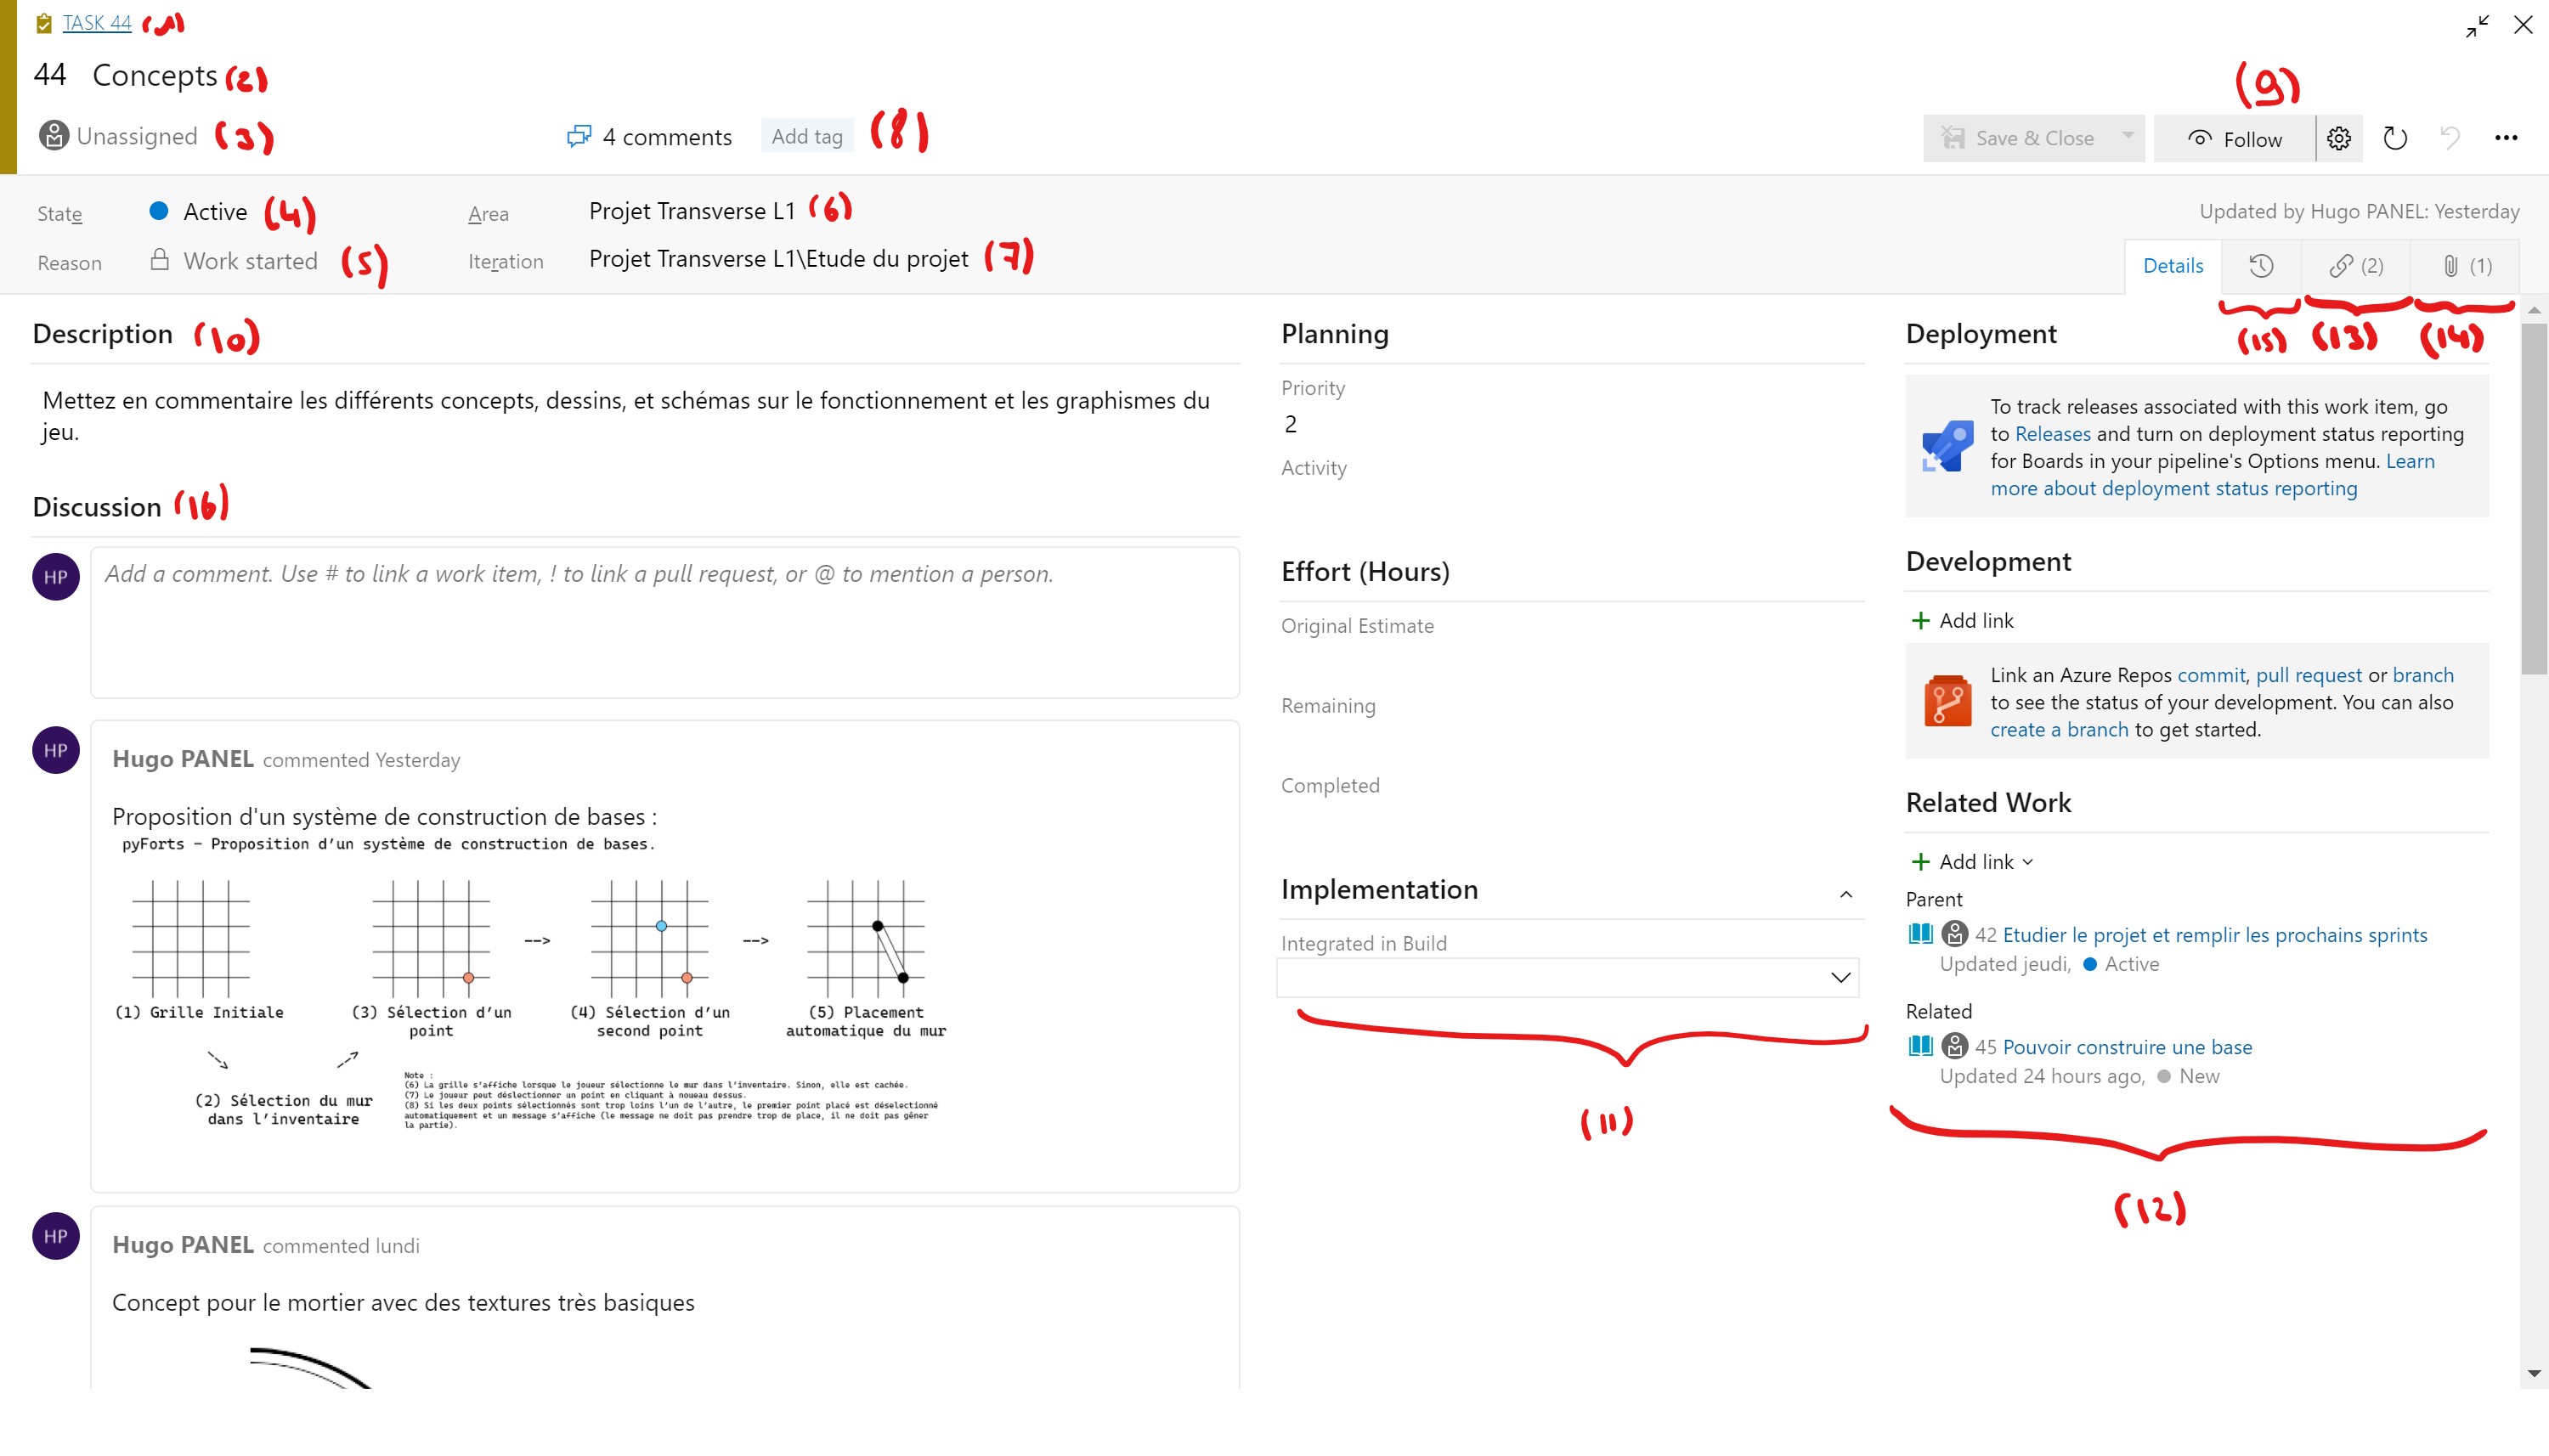 TASK 44 (1)
44 Concepts (2)
Unassigned (3)
4 comments
Add tag (8)
(9)
Save & Close
Follow
State Active (4)
Reason Work started (5)
Area Projet Transverse L1 (6)
Iteration Projet Transverse L1\Etude du projet (7)
Updated by Hugo PANEL: Yesterday
Details
(2)
(1)
(15) (13) (14)
Description (10)
Mettez en commentaire les différents concepts, dessins, et schémas sur le fonctionnement et les graphismes du
jeu.
Discussion (16)
HP
Add a comment. Use # to link a work item, ! to link a pull request, or @ to mention a person.
HP
Hugo PANEL commented Yesterday
Proposition d'un système de construction de bases :
pyForts - Proposition d'un système de construction de bases.
-->
-->
(1) Grille Initiale
(3) Sélection d'un
point
(4) Sélection d'un
second point
(5) Placement
automatique du mur
(2) Sélection du mur
dans l'inventaire
Note :
(6) La grille s'affiche lorsque le joueur sélectionne le mur dans l'inventaire. Sinon, elle est cachée.
(7) Le joueur peut déslectionner un point en cliquant à noueau dessus.
(8) Si les deux points sélectionnés sont trop loins l'un de l'autre, le premier point placé est déselectionné
automatiquement et un message s'affiche (le message ne doit pas prendre trop de place, il ne doit pas gêner
la partie).
HP
Hugo PANEL commented lundi
Concept pour le mortier avec des textures très basiques
Planning
Priority
2
Activity
Effort (Hours)
Original Estimate
Remaining
Completed
Implementation
Integrated in Build
(11)
Deployment
To track releases associated with this work item, go
to Releases and turn on deployment status reporting
for Boards in your pipeline's Options menu. Learn
more about deployment status reporting
Development
Add link
Link an Azure Repos commit, pull request or branch
to see the status of your development. You can also
create a branch to get started.
Related Work
Add link
Parent
42 Etudier le projet et remplir les prochains sprints
Updated jeudi, Active
Related
45 Pouvoir construire une base
Updated 24 hours ago, New
(12)